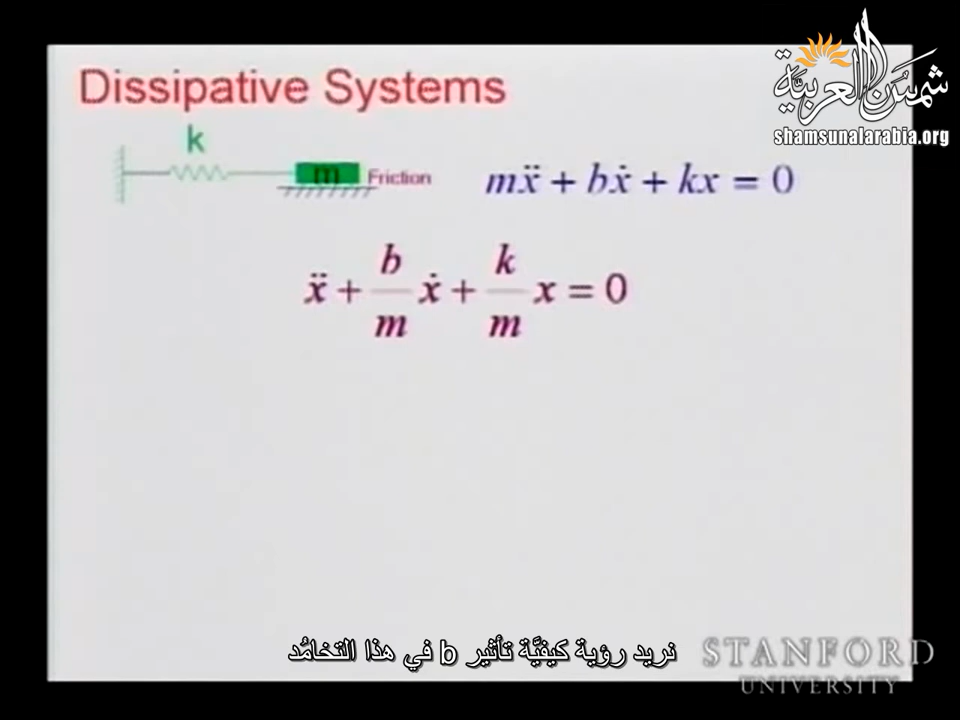 Dissipative Systems
شمس العربية
shamsunalarabia.org
k
m Friction
mẍ + bẋ + kx = 0
ẍ + b/m ẋ + k/m x = 0
نريد رؤية كيفيَّة تأثير b في هذا التخامُد
STANFORD
UNIVERSITY